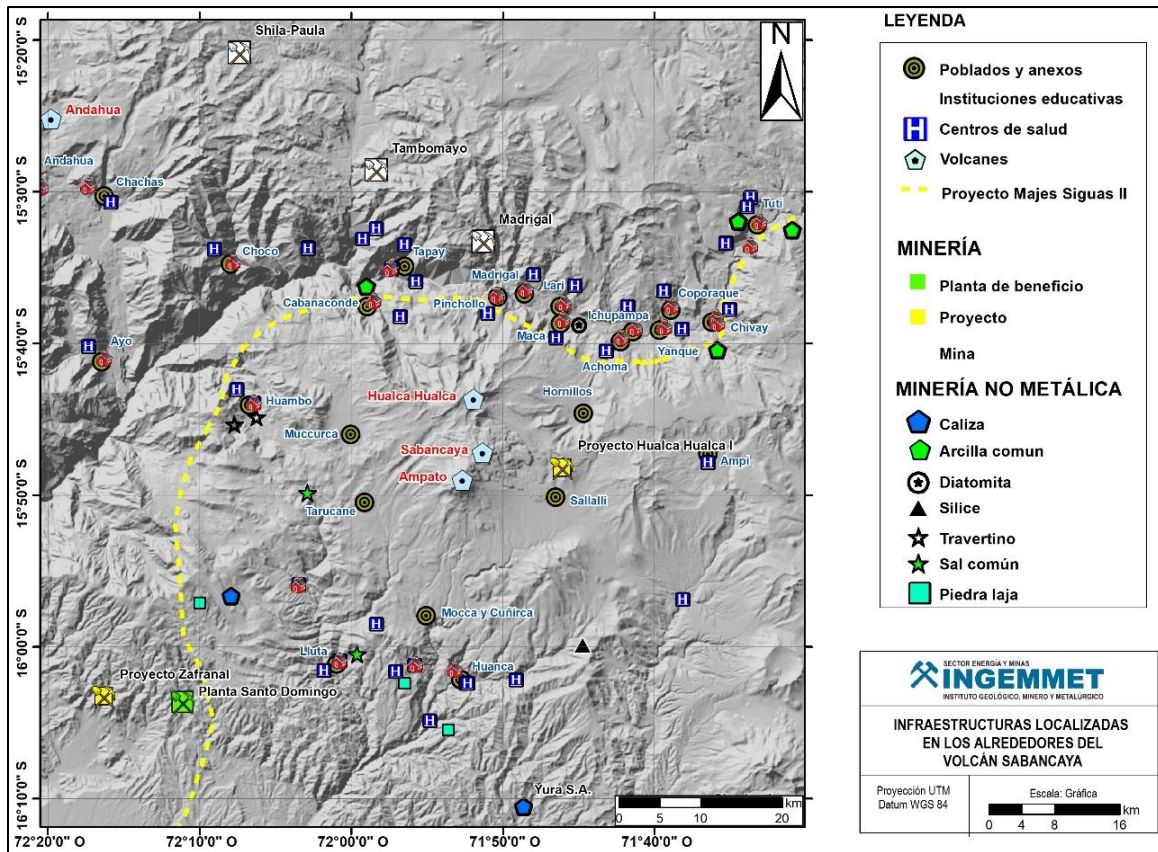 15°20'0" S
15°30'0" S
15°40'0" S
15°50'0" S
16°00'0" S
16°10'0" S
72°20'0" O
72°10'0" O
72°00'0" O
71°50'0" O
71°40'0" O
Shila-Paula
N
Andahua
Andahua
Tambomayo
Chachas
Tuti
Madrigal
Choco
Tapay
Madrigal
Lari
Coporaque
Cabanaconde
Pinchollo
Ichupampa
Chivay
Maca
Yanque
Ayo
Achoma
Hualca Hualca
Hornillos
Huambo
Muccurca
Sabancaya
Proyecto Hualca Hualca I
Ampi
Ampato
Sallalli
Tarucane
Mocca y Cuñirca
Lluta
Huanca
Proyecto Zafranal
Planta Santo Domingo
Yura S.A.
km
0 5 10 20
LEYENDA
Poblados y anexos
Instituciones educativas
H
Centros de salud
Volcanes
Proyecto Majes Siguas II
MINERÍA
Planta de beneficio
Proyecto
Mina
MINERÍA NO METÁLICA
Caliza
Arcilla comun
Diatomita
Silice
Travertino
Sal común
Piedra laja
SECTOR ENERGÍA Y MINAS
INGEMMET
INSTITUTO GEOLÓGICO, MINERO Y METALÚRGICO
INFRAESTRUCTURAS LOCALIZADAS
EN LOS ALREDEDORES DEL
VOLCÁN SABANCAYA
Proyección UTM
Datum WGS 84
Escala: Gráfica
km
0 4 8 16